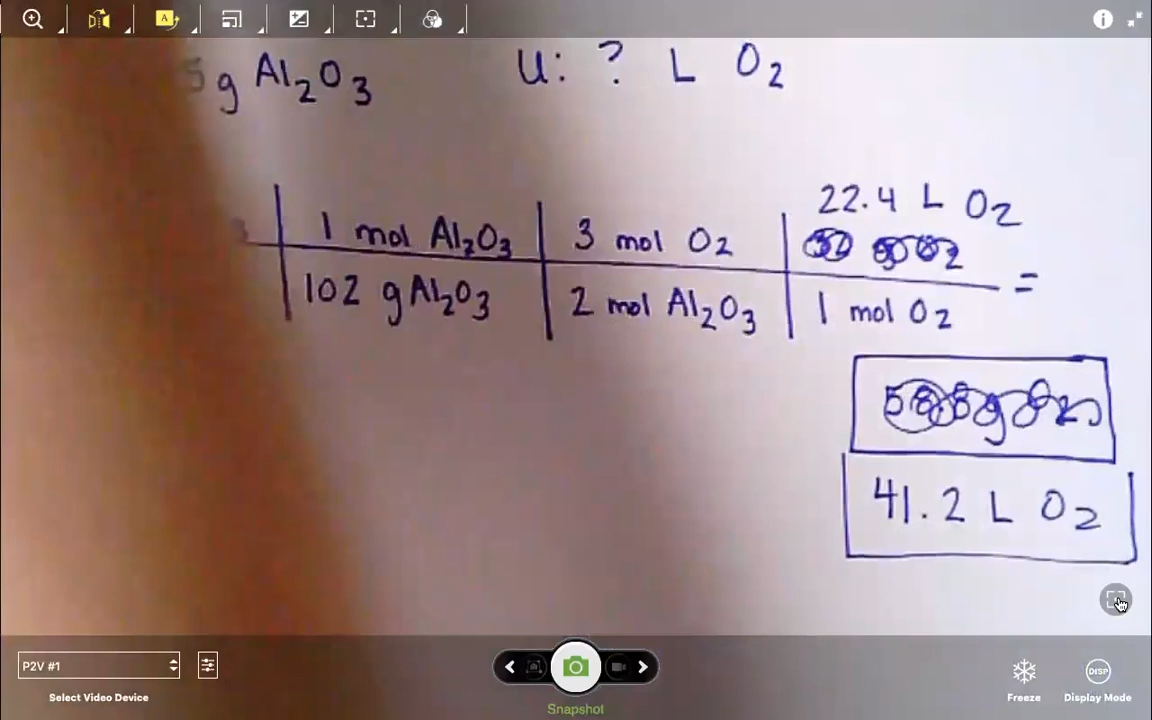 g Al₂O₃ U: ? L O₂
22.4 L O₂
1 mol Al₂O₃ 3 mol O₂
102 g Al₂O₃ 2 mol Al₂O₃ 1 mol O₂ =
41.2 L O₂
P2V #1
Select Video Device
Snapshot
Freeze
DISP
Display Mode